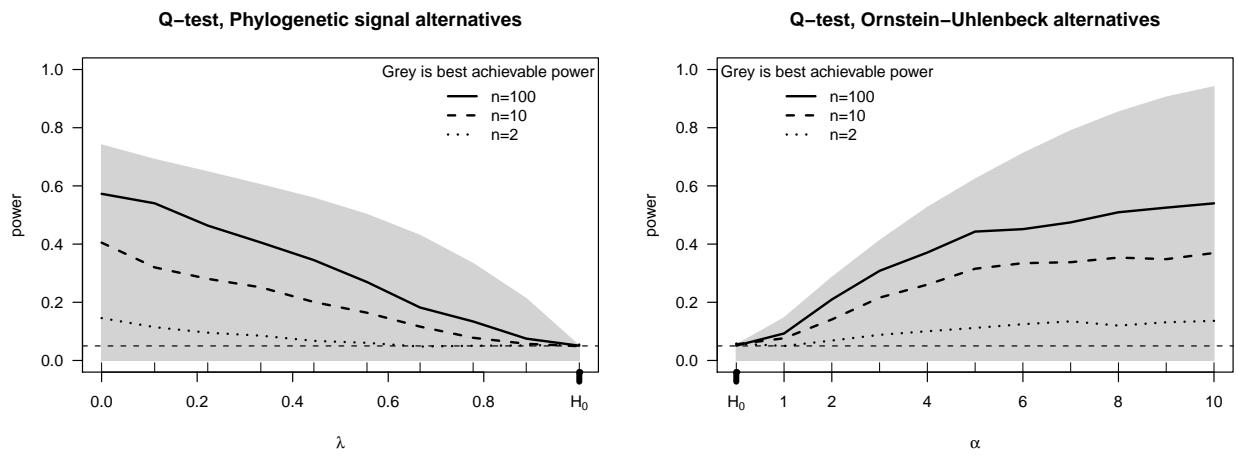 Q−test, Phylogenetic signal alternatives
Grey is best achievable power
n=100
n=10
n=2
power
1.0
0.8
0.6
0.4
0.2
0.0
0.0 0.2 0.4 0.6 0.8 H₀
λ
Q−test, Ornstein−Uhlenbeck alternatives
Grey is best achievable power
n=100
n=10
n=2
power
1.0
0.8
0.6
0.4
0.2
0.0
H₀ 1 2 4 6 8 10
α